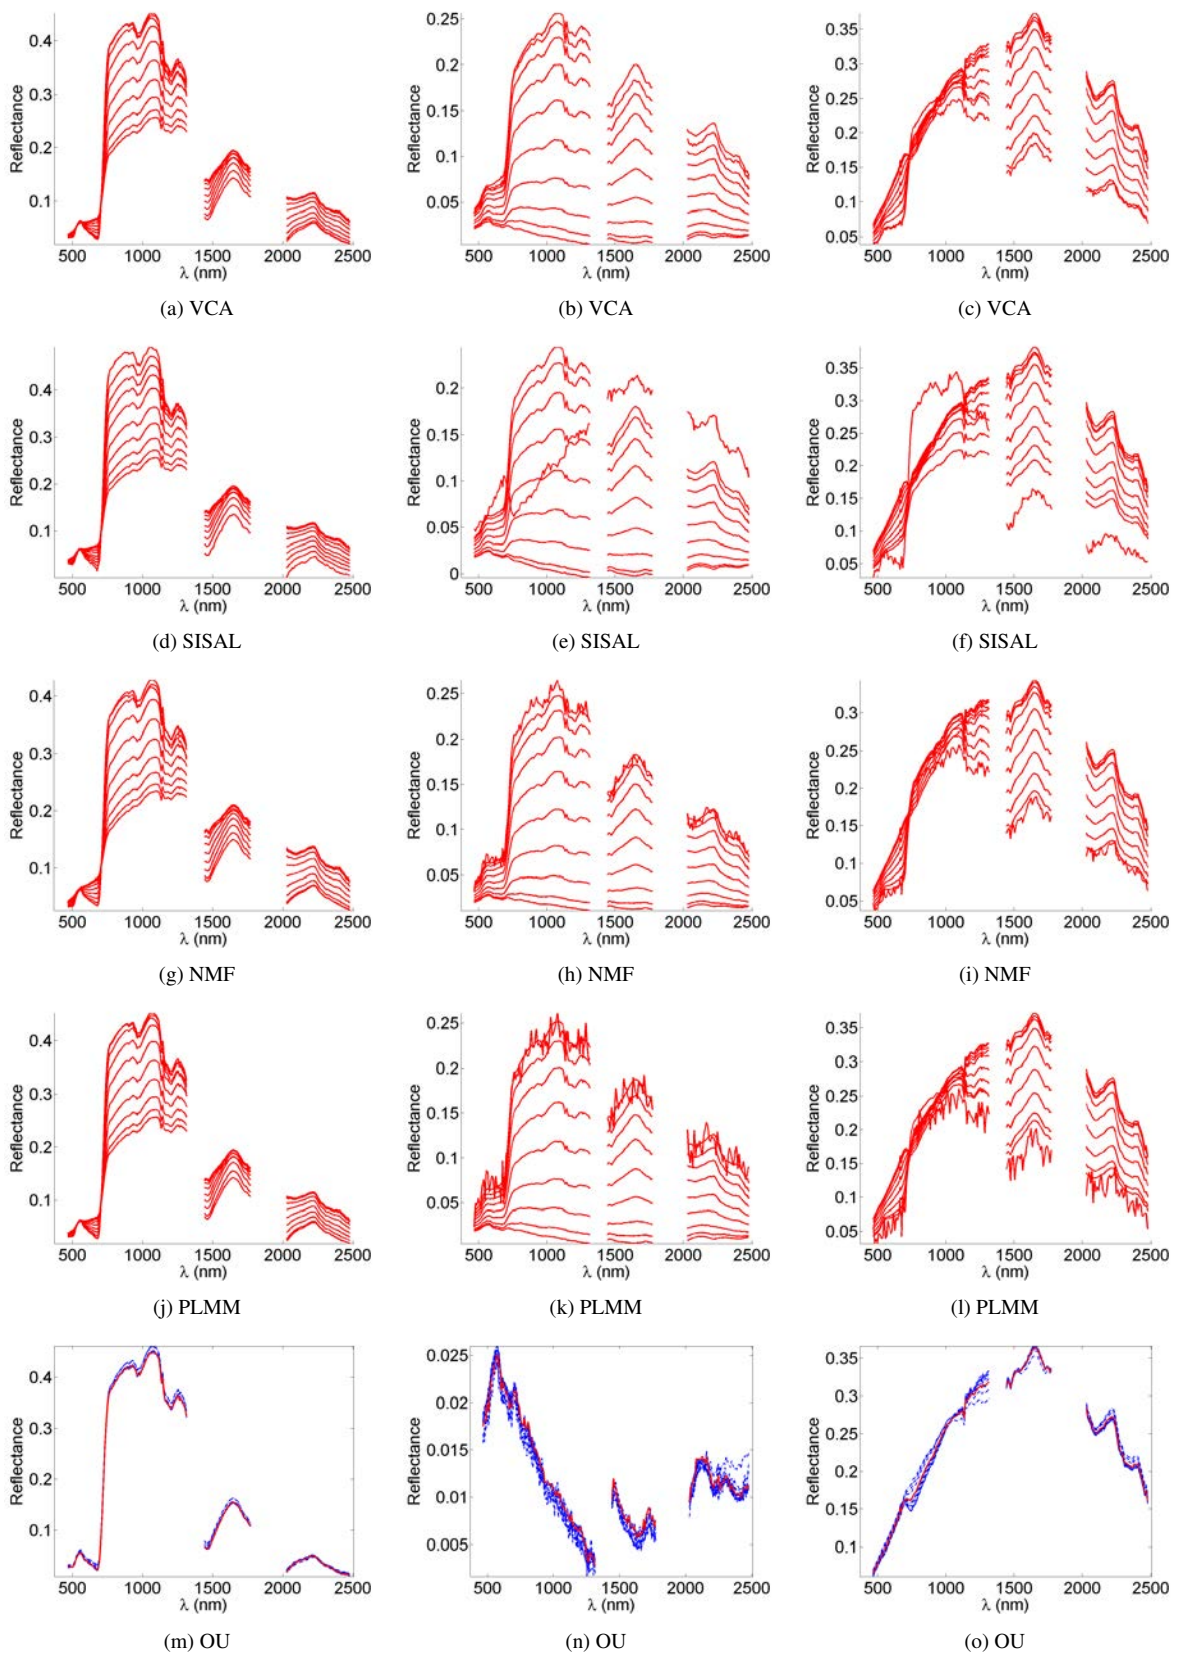 Reflectance
0.4
0.3
0.2
0.1
500 1000 1500 2000 2500
λ (nm)
(a) VCA
Reflectance
0.25
0.2
0.15
0.1
0.05
500 1000 1500 2000 2500
λ (nm)
(b) VCA
Reflectance
0.35
0.3
0.25
0.2
0.15
0.1
0.05
500 1000 1500 2000 2500
λ (nm)
(c) VCA
Reflectance
0.4
0.3
0.2
0.1
500 1000 1500 2000 2500
λ (nm)
(d) SISAL
Reflectance
0.2
0.15
0.1
0.05
0
500 1000 1500 2000 2500
λ (nm)
(e) SISAL
Reflectance
0.35
0.3
0.25
0.2
0.15
0.1
0.05
500 1000 1500 2000 2500
λ (nm)
(f) SISAL
Reflectance
0.4
0.3
0.2
0.1
500 1000 1500 2000 2500
λ (nm)
(g) NMF
Reflectance
0.25
0.2
0.15
0.1
0.05
500 1000 1500 2000 2500
λ (nm)
(h) NMF
Reflectance
0.3
0.25
0.2
0.15
0.1
0.05
500 1000 1500 2000 2500
λ (nm)
(i) NMF
Reflectance
0.4
0.3
0.2
0.1
500 1000 1500 2000 2500
λ (nm)
(j) PLMM
Reflectance
0.25
0.2
0.15
0.1
0.05
500 1000 1500 2000 2500
λ (nm)
(k) PLMM
Reflectance
0.35
0.3
0.25
0.2
0.15
0.1
0.05
500 1000 1500 2000 2500
λ (nm)
(l) PLMM
Reflectance
0.4
0.3
0.2
0.1
500 1000 1500 2000 2500
λ (nm)
(m) OU
Reflectance
0.025
0.02
0.015
0.01
0.005
500 1000 1500 2000 2500
λ (nm)
(n) OU
Reflectance
0.35
0.3
0.25
0.2
0.15
0.1
500 1000 1500 2000 2500
λ (nm)
(o) OU